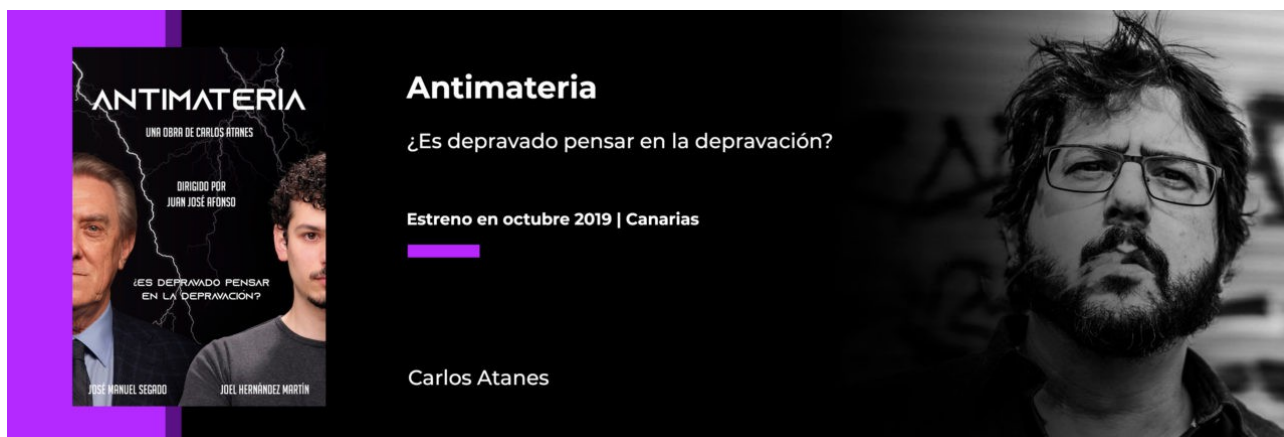 ANTIMATERIA
UNA OBRA DE CARLOS ATANES
DIRIGIDO POR
JUAN JOSÉ AFONSO
¿ES DEPRAVADO PENSAR
EN LA DEPRAVACIÓN?
JOSÉ MANUEL SEGADO
JOEL HERNÁNDEZ MARTÍN
Antimateria
¿Es depravado pensar en la depravación?
Estreno en octubre 2019 | Canarias
Carlos Atanes